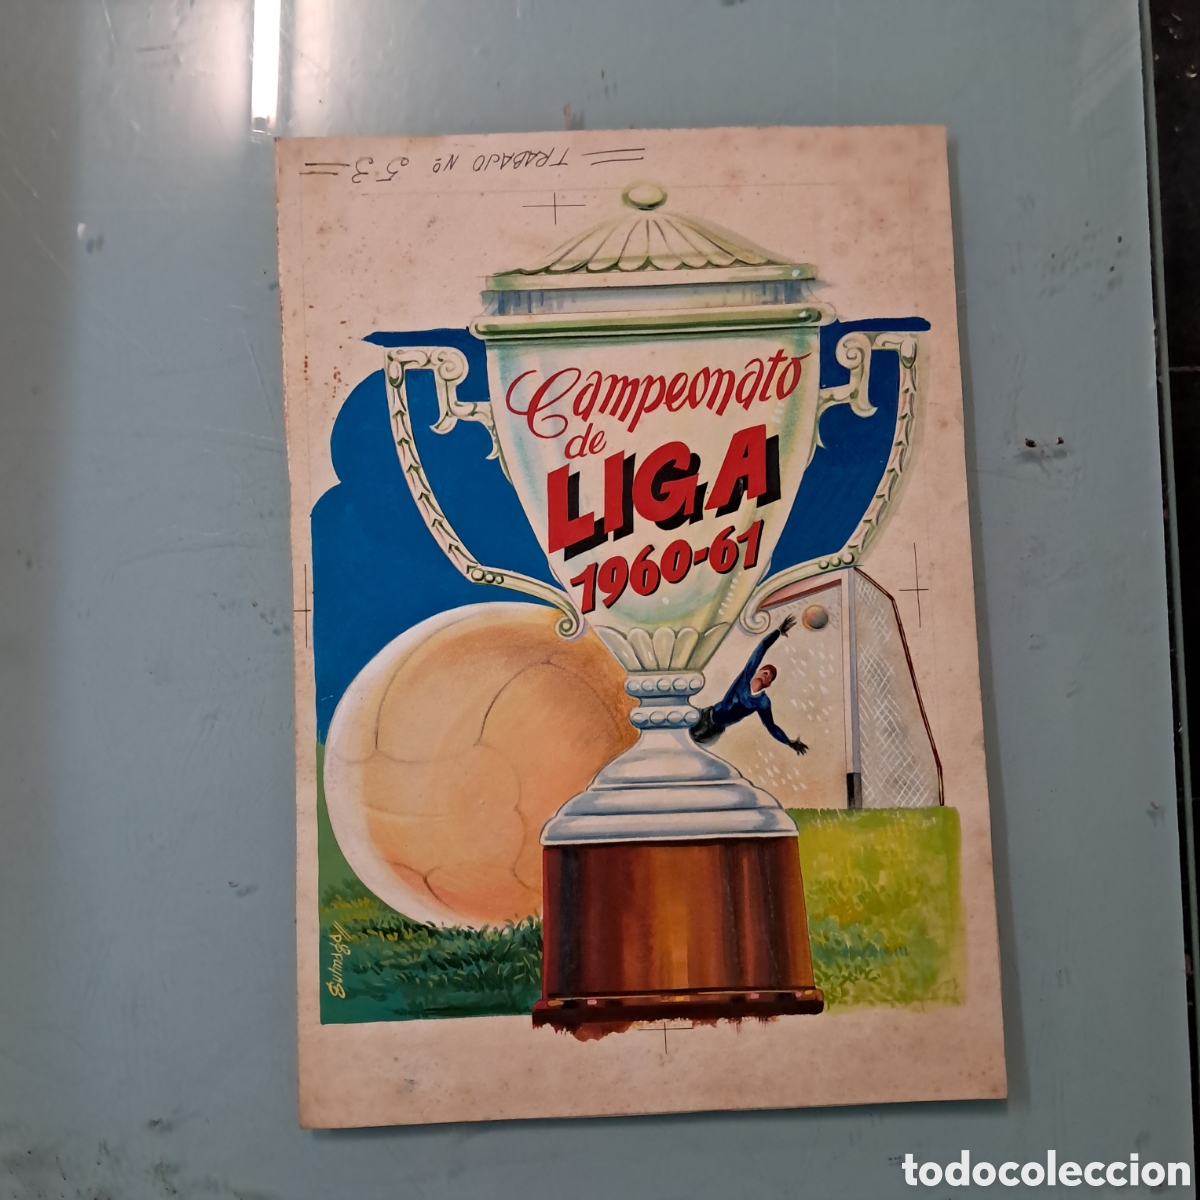 = TRABAJO Nº 53 =
Campeonato
de
LIGA
1960-61
todocoleccion